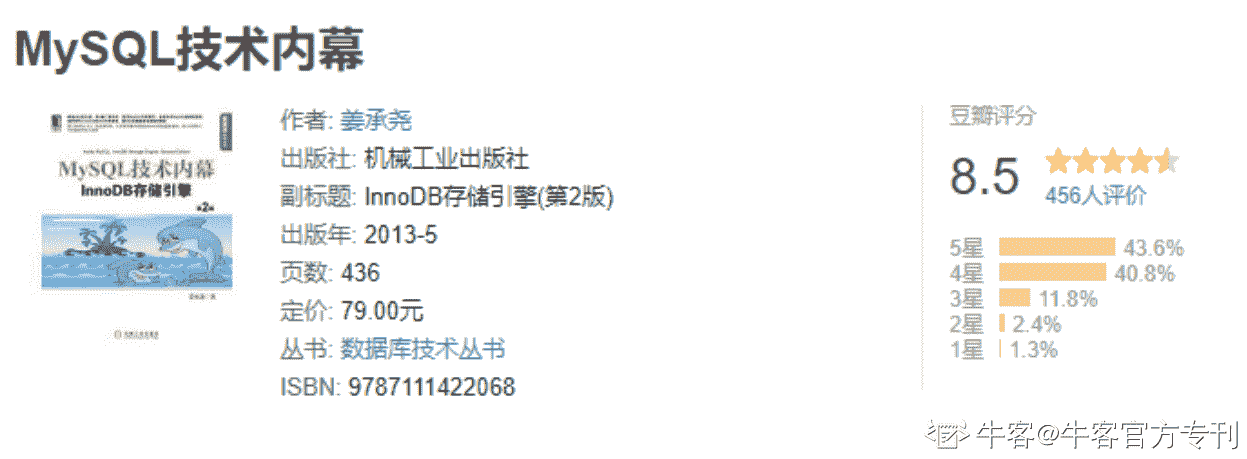 MySQL技术内幕
MySQL技术内幕
InnoDB存储引擎
第2版
作者: 姜承尧
出版社: 机械工业出版社
副标题: InnoDB存储引擎(第2版)
出版年: 2013-5
页数: 436
定价: 79.00元
丛书: 数据库技术丛书
ISBN: 9787111422068
豆瓣评分
8.5
456人评价
5星 43.6%
4星 40.8%
3星 11.8%
2星 2.4%
1星 1.3%
牛客@牛客官方专刊